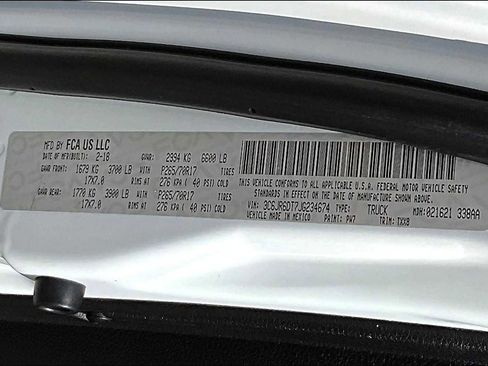 MFD BY FCA US LLC
DATE OF MFR(BUILT): 2-18 GVWR: 2994 KG 6600 LB
GAWR FRONT: 1679 KG 3700 LB WITH P265/70R17 TIRES
17X7.0 RIMS AT 276 KPA ( 40 PSI) COLD
GAWR REAR: 1770 KG 3900 LB WITH P265/70R17 TIRES
17X7.0 RIMS AT 276 KPA ( 40 PSI) COLD
THIS VEHICLE CONFORMS TO ALL APPLICABLE U.S.A. FEDERAL MOTOR VEHICLE SAFETY
STANDARDS IN EFFECT ON THE DATE OF MANUFACTURE SHOWN ABOVE.
VIN: 3C6JR6DT7JG234674 TYPE: TRUCK MDH: 021621 338AA
VEHICLE MADE IN MEXICO PAINT: PW7 TRIM: TXX8